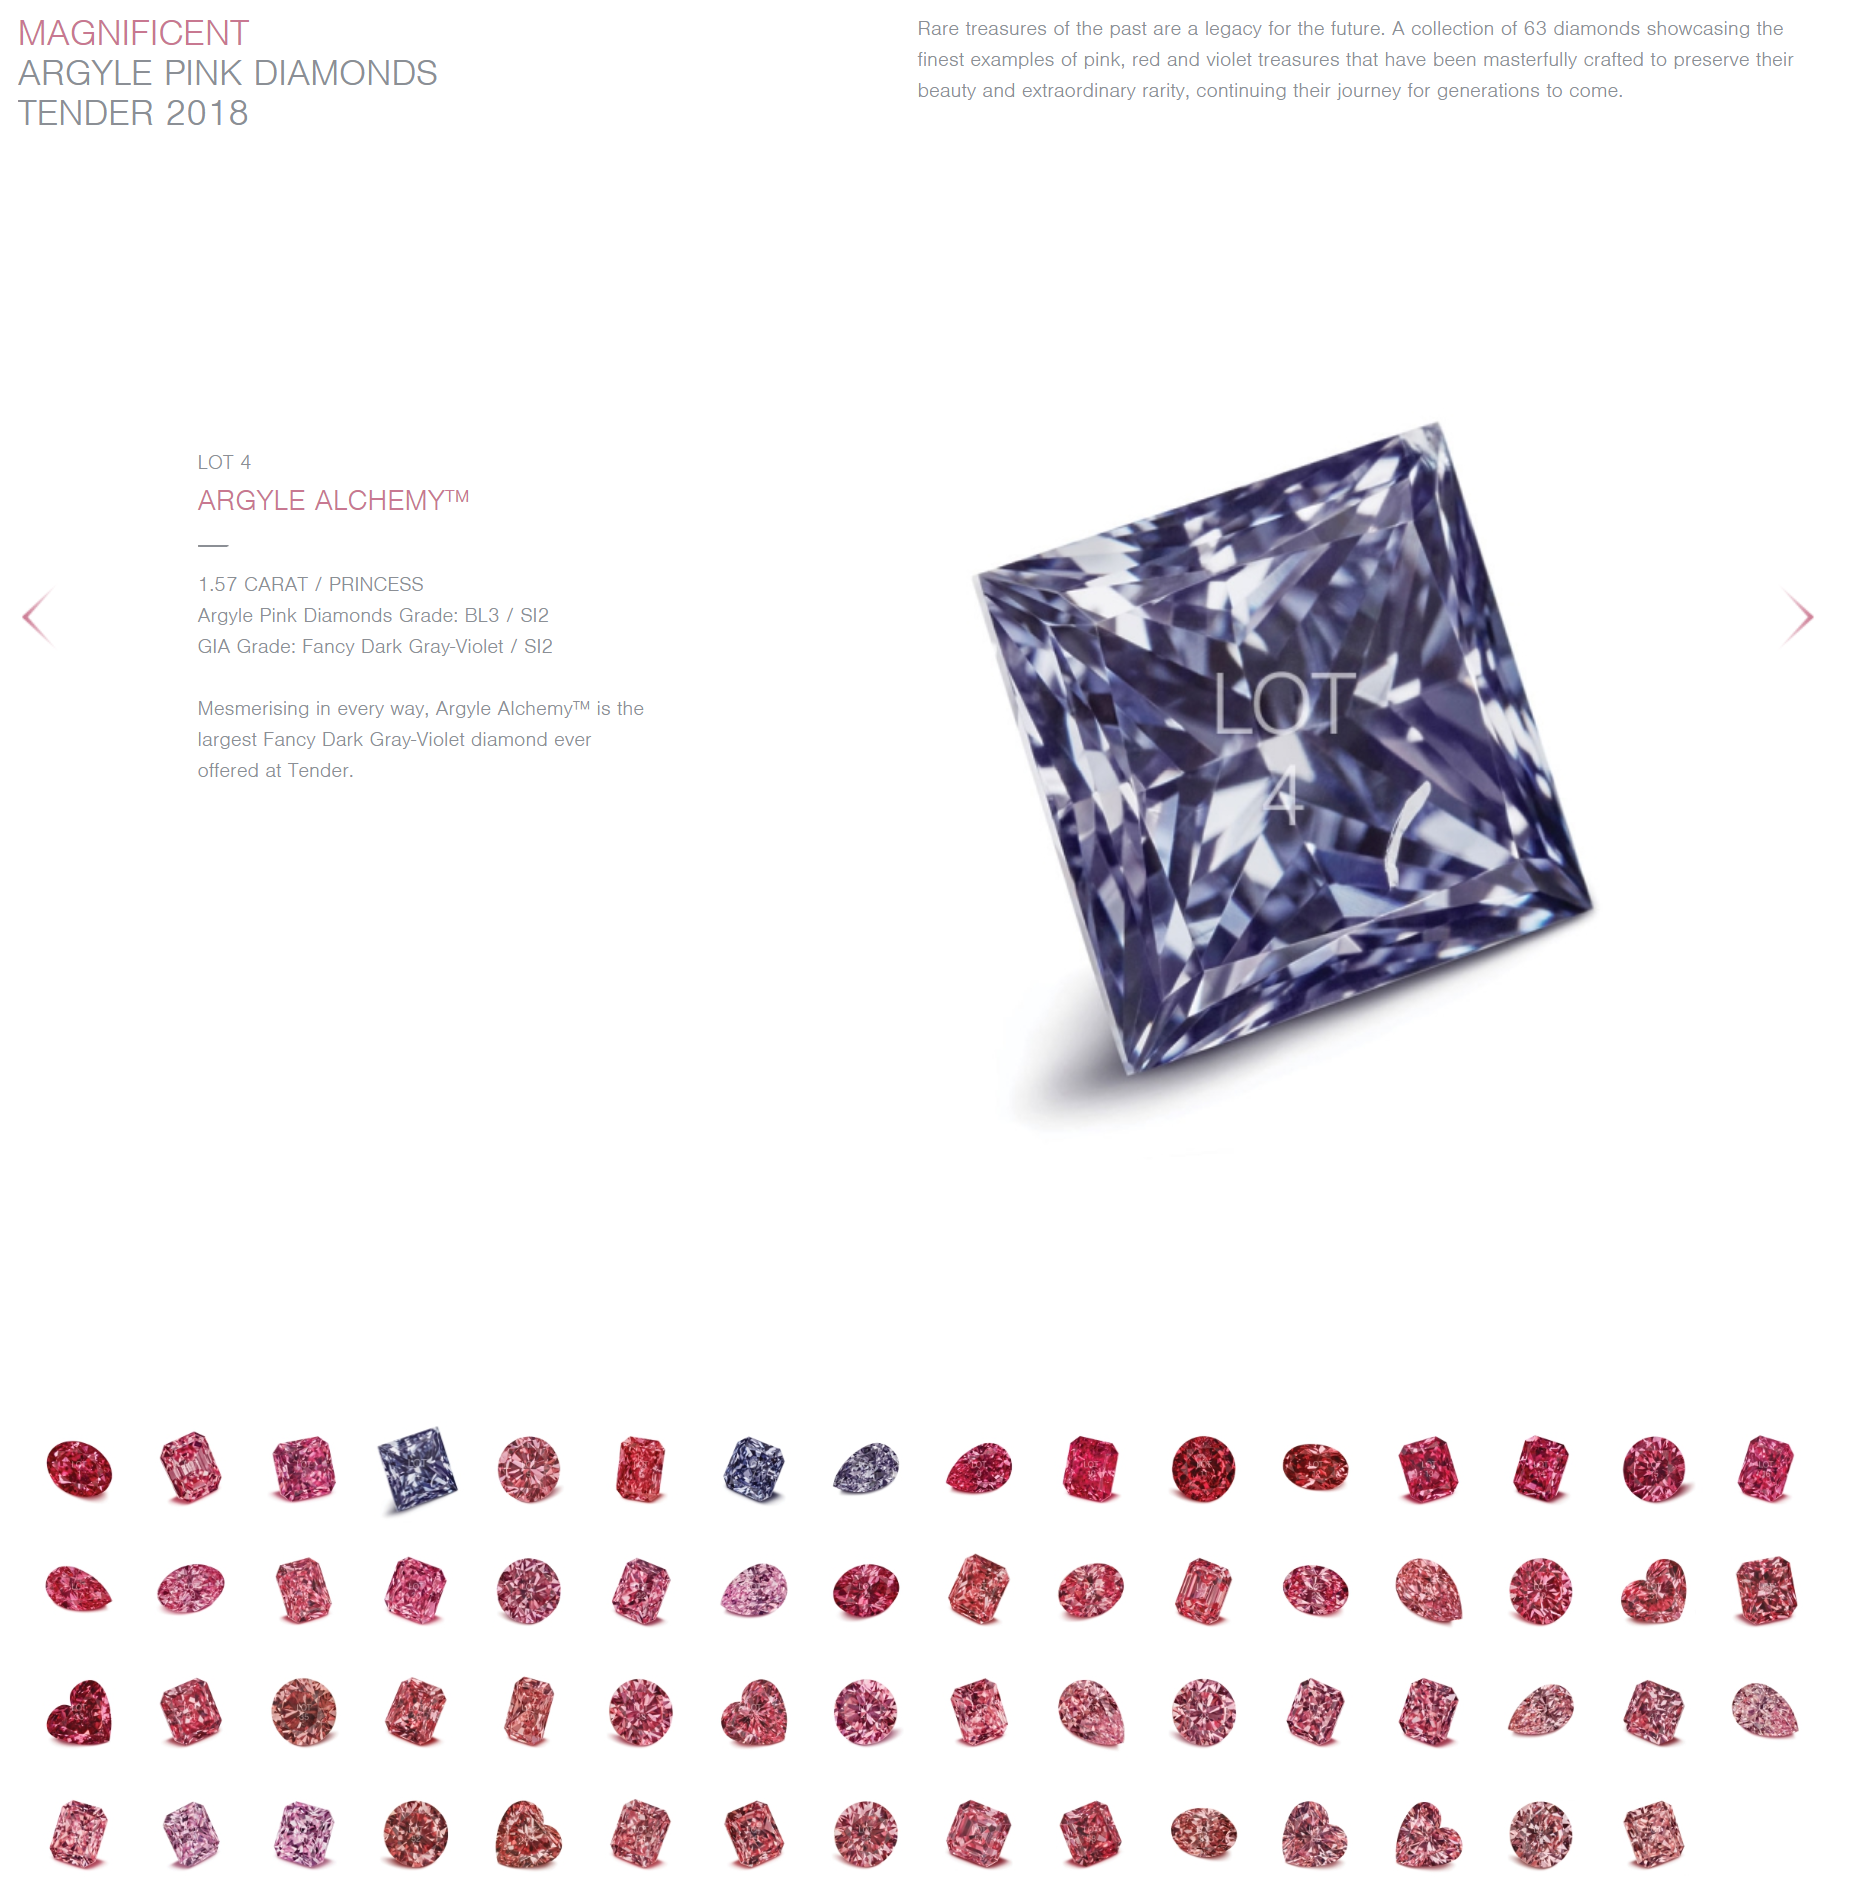 MAGNIFICENT
ARGYLE PINK DIAMONDS
TENDER 2018
Rare treasures of the past are a legacy for the future. A collection of 63 diamonds showcasing the
finest examples of pink, red and violet treasures that have been masterfully crafted to preserve their
beauty and extraordinary rarity, continuing their journey for generations to come.
LOT 4
ARGYLE ALCHEMY™
1.57 CARAT / PRINCESS
Argyle Pink Diamonds Grade: BL3 / SI2
GIA Grade: Fancy Dark Gray-Violet / SI2
Mesmerising in every way, Argyle Alchemy™ is the
largest Fancy Dark Gray-Violet diamond ever
offered at Tender.
LOT
4